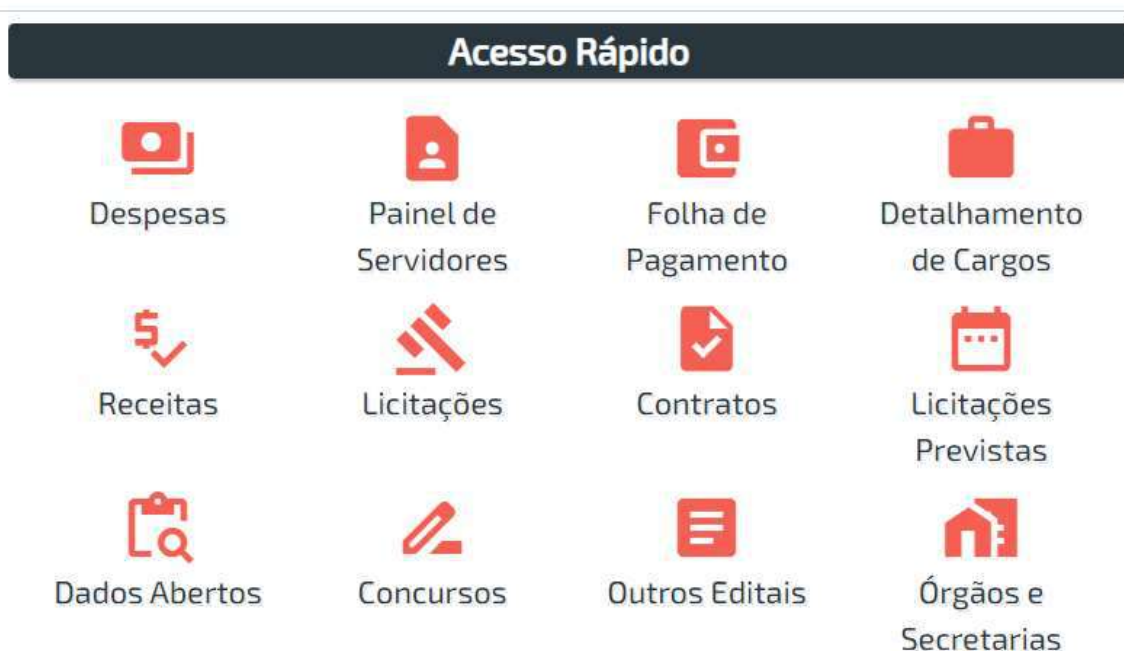 Acesso Rápido
Despesas
Painel de
Servidores
Folha de
Pagamento
Detalhamento
de Cargos
Receitas
Licitações
Contratos
Licitações
Previstas
Dados Abertos
Concursos
Outros Editais
Órgãos e
Secretarias